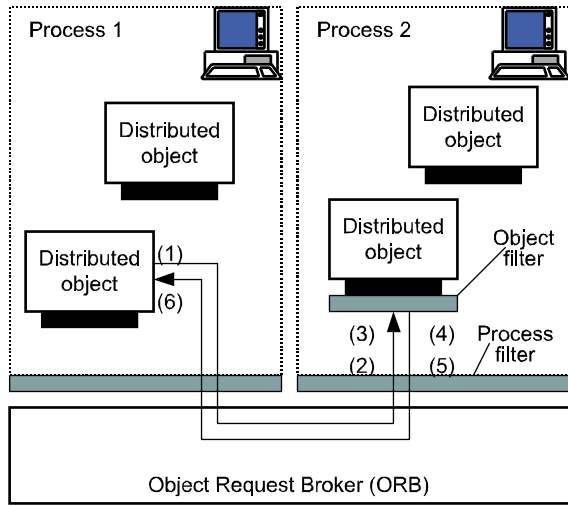 Process 1
Process 2
Distributed
object
Distributed
object
Distributed
object
Distributed
object
(1)
(6)
Object
filter
(3)
(4)
(2)
(5)
Process
filter
Object Request Broker (ORB)